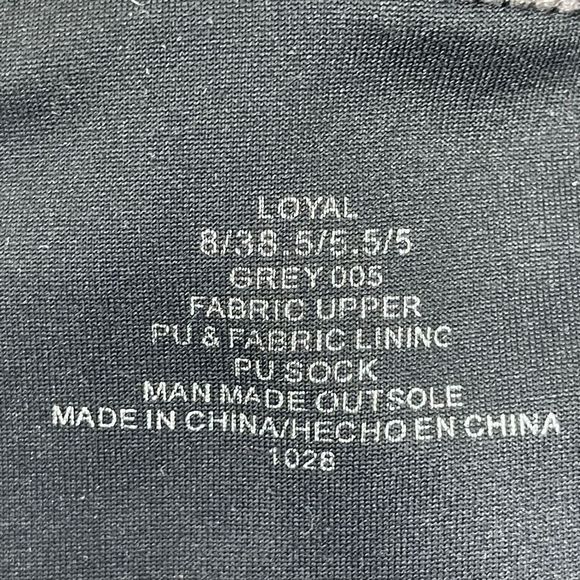 LOYAL
8/38.5/5.5/5
GREY 005
FABRIC UPPER
PU & FABRIC LINING
PU SOCK
MAN MADE OUTSOLE
MADE IN CHINA/HECHO EN CHINA
1028